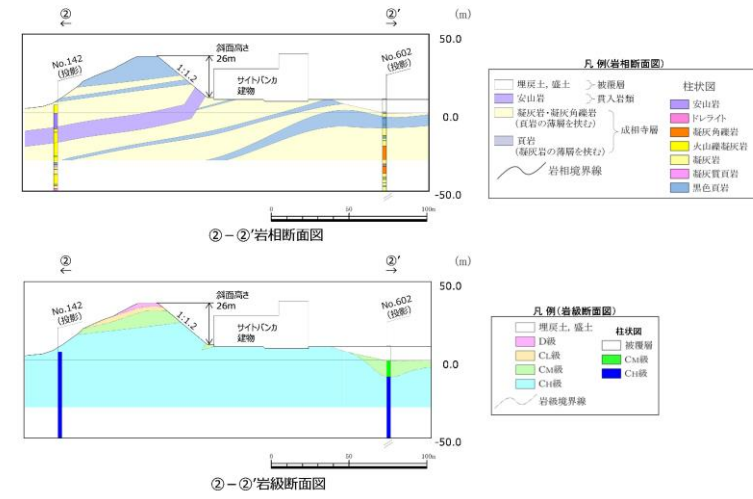 ② ②' (m)
50.0
No.142
(投影)
斜面高さ
26m
1:1.2
サイトバンカ
建物
No.602
(投影)
0.0
-50.0
0 50 100m
②-②'岩相断面図
凡 例(岩相断面図)
埋戻土, 盛土 被覆層
安山岩 貫入岩類
凝灰岩・凝灰角礫岩
(頁岩の薄層を挟む)
成相寺層
頁岩
(凝灰岩の薄層を挟む)
岩相境界線
柱状図
安山岩
ドレライト
凝灰角礫岩
火山礫凝灰岩
凝灰岩
凝灰質頁岩
黒色頁岩
② ②' (m)
50.0
No.142
(投影)
斜面高さ
26m
1:1.2
サイトバンカ
建物
No.602
(投影)
0.0
-50.0
0 50 100m
②-②'岩級断面図
凡 例(岩級断面図)
埋戻土, 盛土
D級
CL級
CM級
CH級
岩級境界線
柱状図
被覆層
CM級
CH級